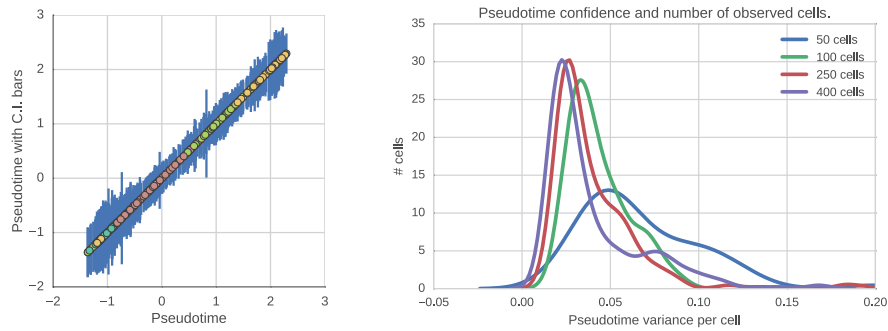 3
2
1
0
−1
−2
Pseudotime with C.I. bars
−2
−1
0
1
2
3
Pseudotime
Pseudotime confidence and number of observed cells.
50 cells
100 cells
250 cells
400 cells
35
30
25
20
15
10
5
0
# cells
−0.05
0.00
0.05
0.10
0.15
0.20
Pseudotime variance per cell